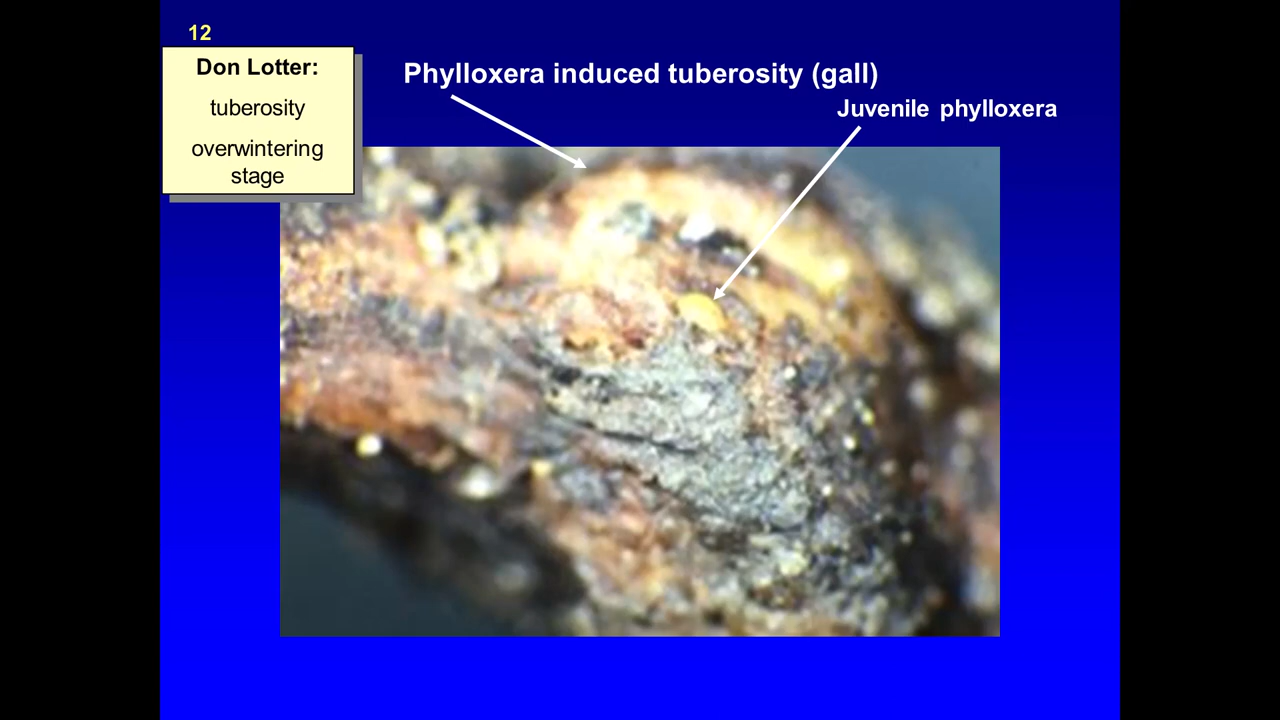 12
Don Lotter:
tuberosity
overwintering
stage
Phylloxera induced tuberosity (gall)
Juvenile phylloxera